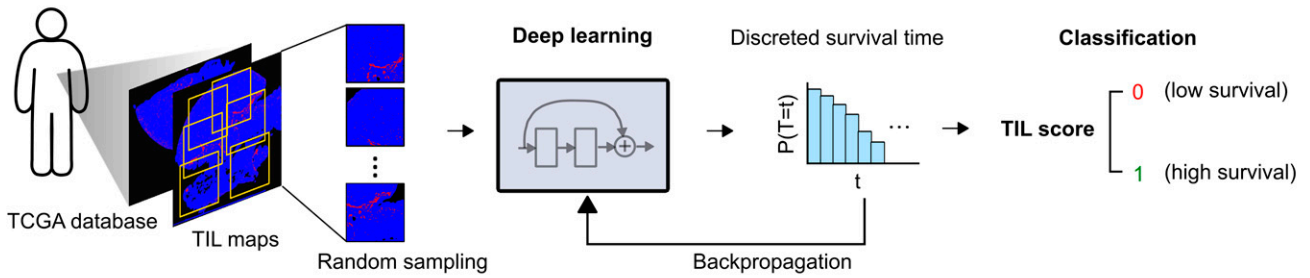 Deep learning
Discreted survival time
Classification
P(T=t)
...
t
TIL score
0 (low survival)
1 (high survival)
TCGA database
TIL maps
Random sampling
Backpropagation